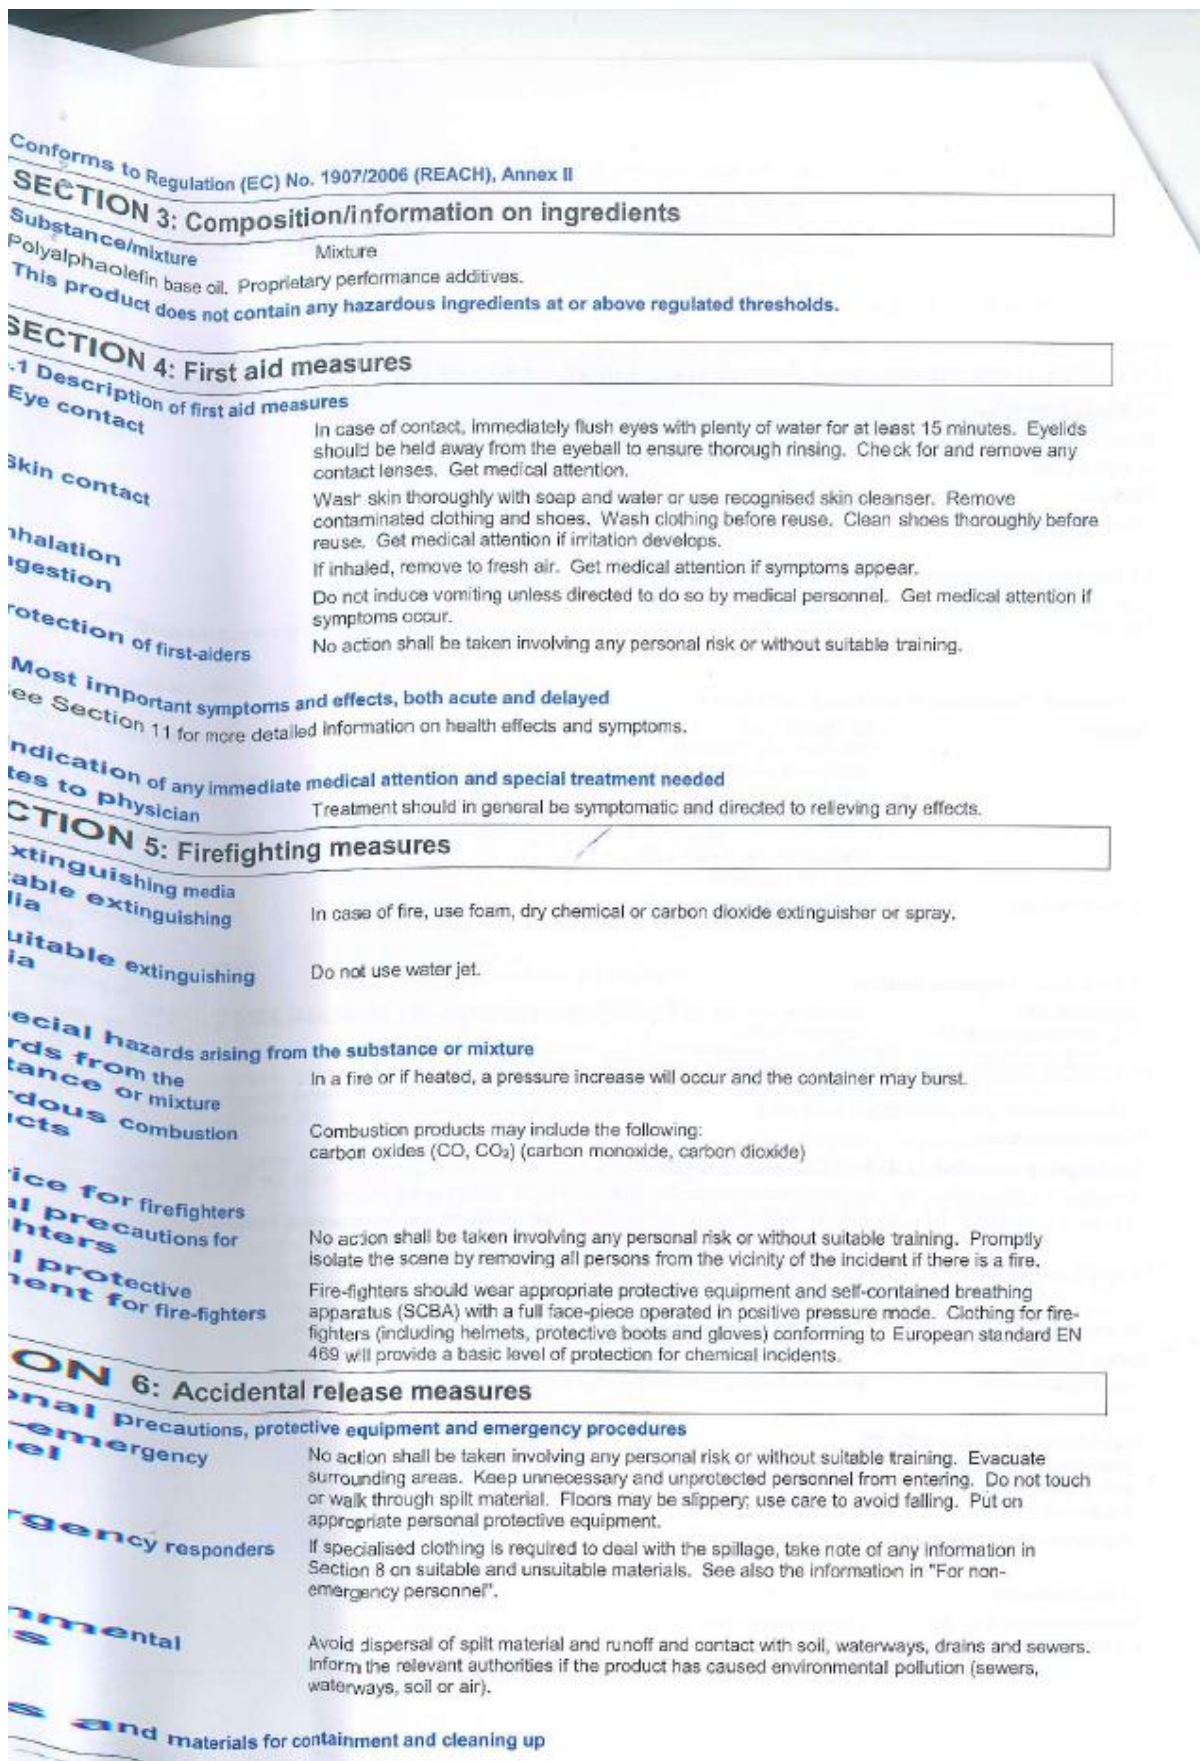 Conforms to Regulation (EC) No. 1907/2006 (REACH), Annex II
SECTION 3: Composition/information on ingredients
Substance/mixture Mixture
Polyalphaolefin base oil. Proprietary performance additives.
This product does not contain any hazardous ingredients at or above regulated thresholds.
SECTION 4: First aid measures
.1 Description of first aid measures
Eye contact In case of contact, immediately flush eyes with plenty of water for at least 15 minutes. Eyelids
should be held away from the eyeball to ensure thorough rinsing. Check for and remove any
contact lenses. Get medical attention.
Skin contact Wash skin thoroughly with soap and water or use recognised skin cleanser. Remove
contaminated clothing and shoes. Wash clothing before reuse. Clean shoes thoroughly before
reuse. Get medical attention if irritation develops.
nhalation If inhaled, remove to fresh air. Get medical attention if symptoms appear.
ngestion Do not induce vomiting unless directed to do so by medical personnel. Get medical attention if
symptoms occur.
rotection of first-aiders No action shall be taken involving any personal risk or without suitable training.
Most important symptoms and effects, both acute and delayed
ee Section 11 for more detailed information on health effects and symptoms.
ndication of any immediate medical attention and special treatment needed
tes to physician Treatment should in general be symptomatic and directed to relieving any effects.
CTION 5: Firefighting measures
xtinguishing media
able extinguishing In case of fire, use foam, dry chemical or carbon dioxide extinguisher or spray.
lia
uitable extinguishing Do not use water jet.
ia
ecial hazards arising from the substance or mixture
rds from the In a fire or if heated, a pressure increase will occur and the container may burst.
tance or mixture
dous combustion Combustion products may include the following:
cts carbon oxides (CO, CO₂) (carbon monoxide, carbon dioxide)
ice for firefighters
al precautions for No action shall be taken involving any personal risk or without suitable training. Promptly
hters isolate the scene by removing all persons from the vicinity of the incident if there is a fire.
l protective Fire-fighters should wear appropriate protective equipment and self-contained breathing
ment for fire-fighters apparatus (SCBA) with a full face-piece operated in positive pressure mode. Clothing for fire-
fighters (including helmets, protective boots and gloves) conforming to European standard EN
469 will provide a basic level of protection for chemical incidents.
ON 6: Accidental release measures
onal precautions, protective equipment and emergency procedures
-emergency No action shall be taken involving any personal risk or without suitable training. Evacuate
el surrounding areas. Keep unnecessary and unprotected personnel from entering. Do not touch
or walk through spilt material. Floors may be slippery; use care to avoid falling. Put on
appropriate personal protective equipment.
rgency responders If specialised clothing is required to deal with the spillage, take note of any information in
Section 8 on suitable and unsuitable materials. See also the information in "For non-
emergency personnel".
nmental Avoid dispersal of spilt material and runoff and contact with soil, waterways, drains and sewers.
s Inform the relevant authorities if the product has caused environmental pollution (sewers,
waterways, soil or air).
s and materials for containment and cleaning up